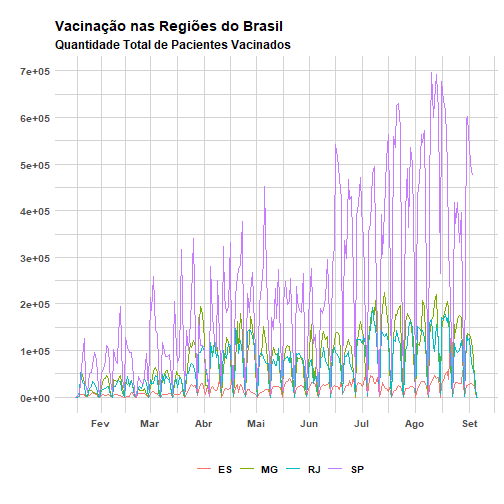 Vacinação nas Regiões do Brasil
Quantidade Total de Pacientes Vacinados
7e+05
6e+05
5e+05
4e+05
3e+05
2e+05
1e+05
0e+00
Fev Mar Abr Mai Jun Jul Ago Set
ES MG RJ SP